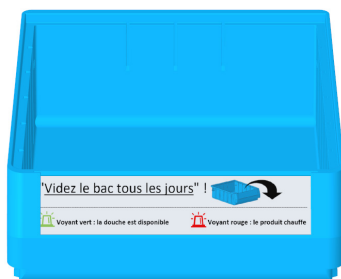 "Videz le bac tous les jours" !
Voyant vert : la douche est disponible
Voyant rouge : le produit chauffe